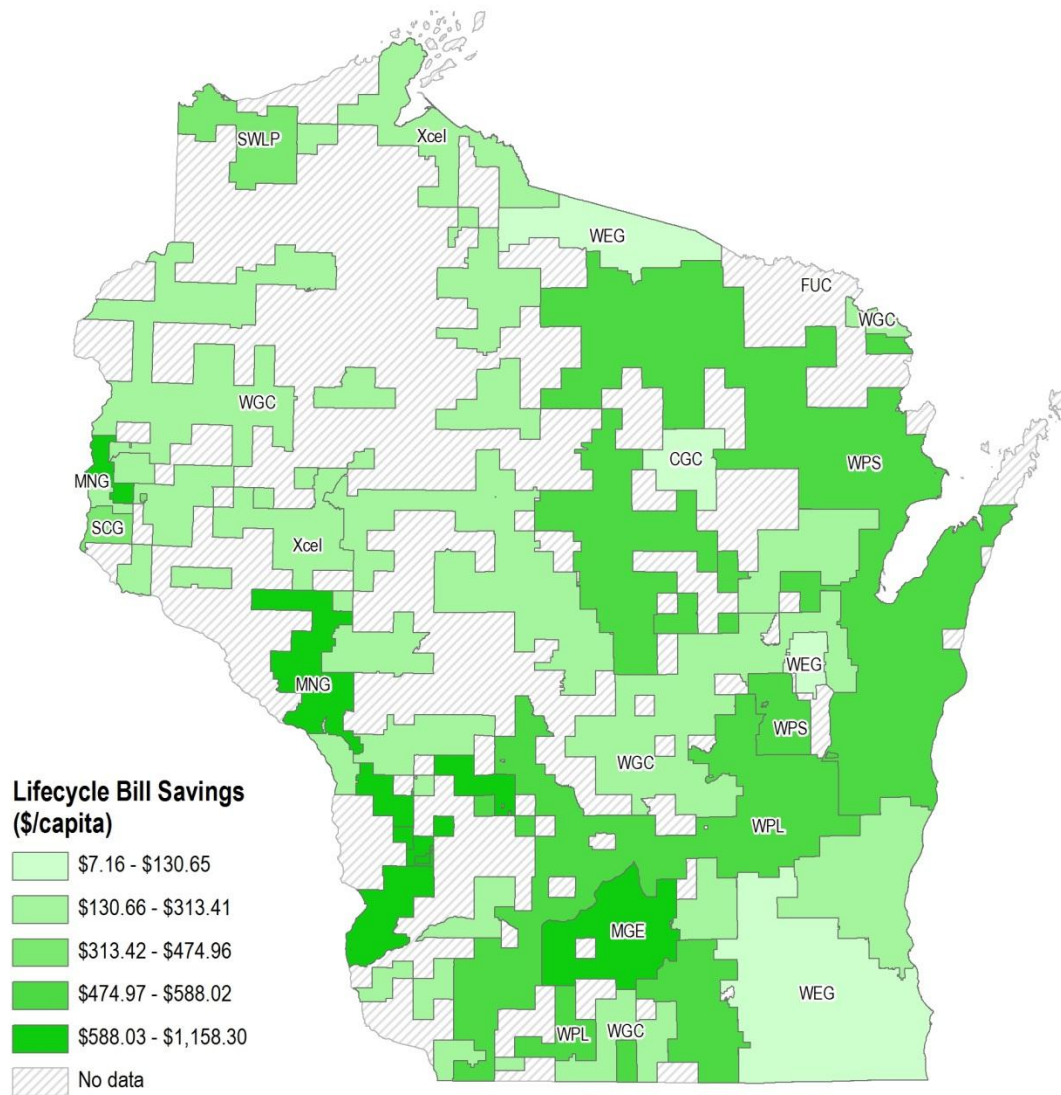 SWLP
Xcel
WEG
FUC
WGC
WGC
CGC
WPS
MNG
SCG
Xcel
WEG
MNG
WPS
WGC
WPL
MGE
WEG
WPL
WGC
Lifecycle Bill Savings
($/capita)
$7.16 - $130.65
$130.66 - $313.41
$313.42 - $474.96
$474.97 - $588.02
$588.03 - $1,158.30
No data